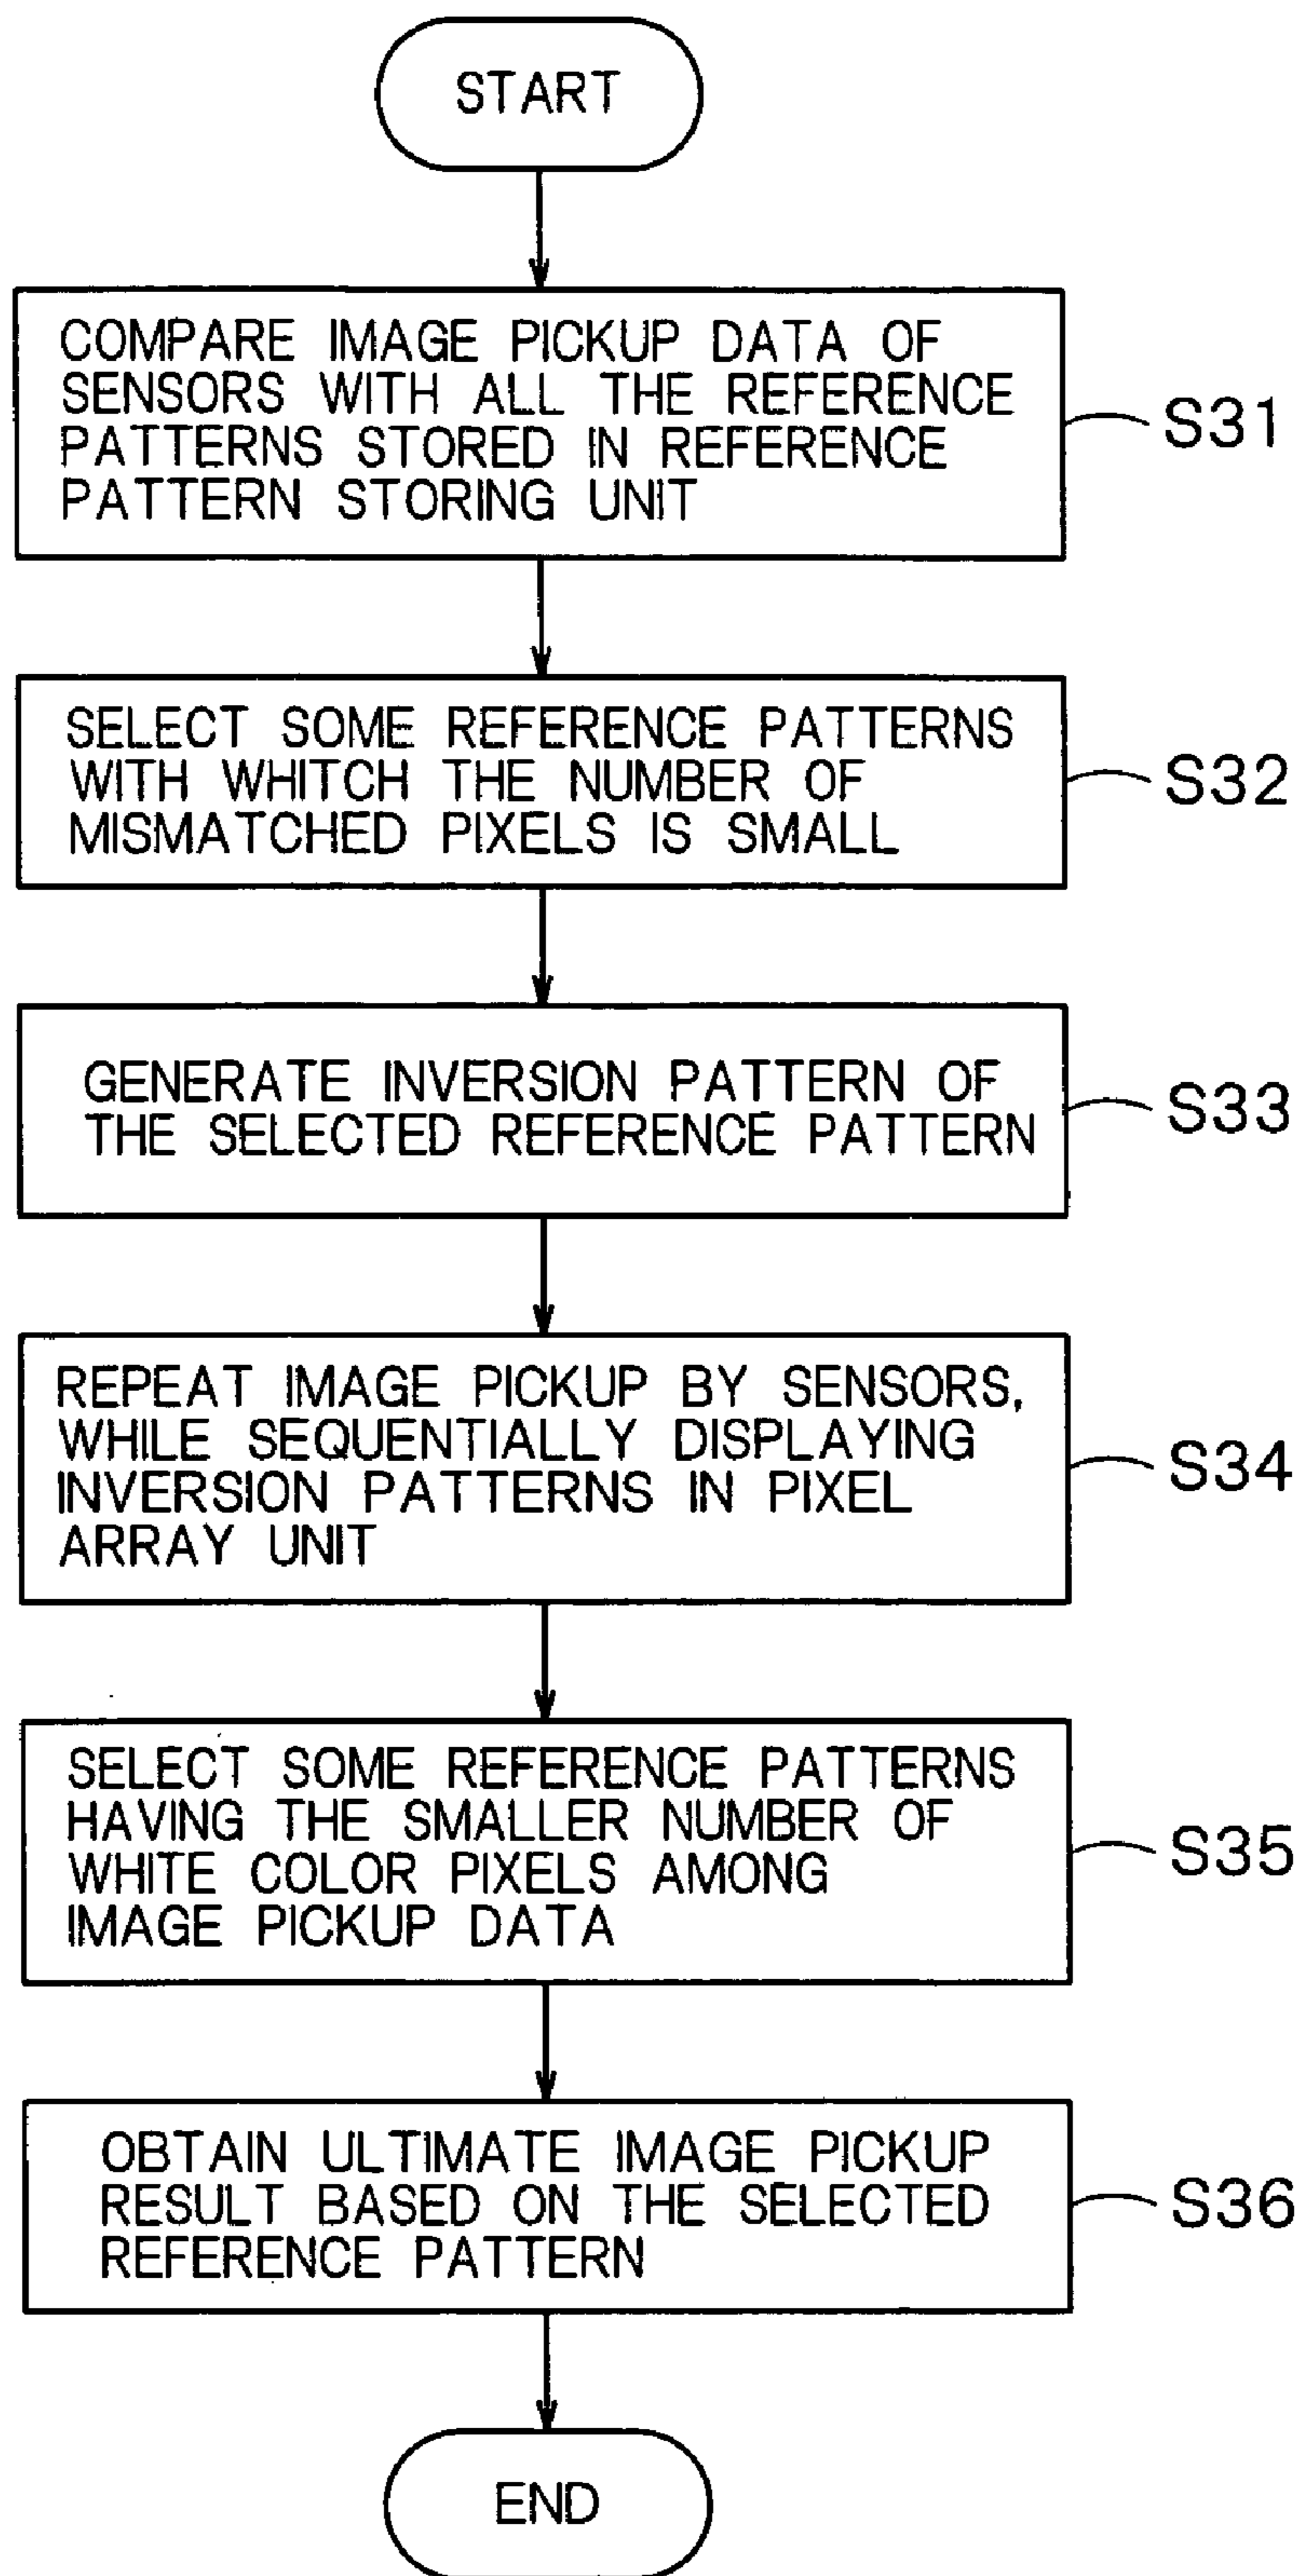 START
COMPARE IMAGE PICKUP DATA OF
SENSORS WITH ALL THE REFERENCE
PATTERNS STORED IN REFERENCE
PATTERN STORING UNIT
S31
SELECT SOME REFERENCE PATTERNS
WITH WHITCH THE NUMBER OF
MISMATCHED PIXELS IS SMALL
S32
GENERATE INVERSION PATTERN OF
THE SELECTED REFERENCE PATTERN
S33
REPEAT IMAGE PICKUP BY SENSORS,
WHILE SEQUENTIALLY DISPLAYING
INVERSION PATTERNS IN PIXEL
ARRAY UNIT
S34
SELECT SOME REFERENCE PATTERNS
HAVING THE SMALLER NUMBER OF
WHITE COLOR PIXELS AMONG
IMAGE PICKUP DATA
S35
OBTAIN ULTIMATE IMAGE PICKUP
RESULT BASED ON THE SELECTED
REFERENCE PATTERN
S36
END